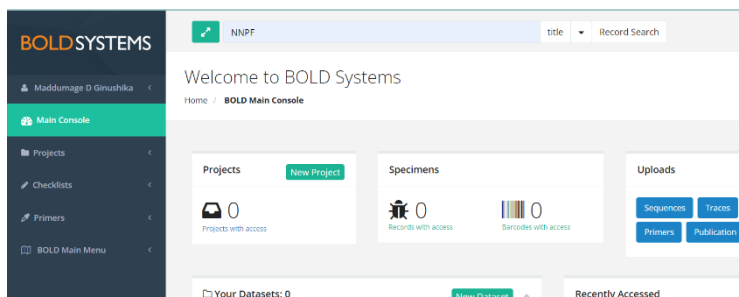 BOLDSYSTEMS
NNPF
title
Record Search
Welcome to BOLD Systems
Home / BOLD Main Console
Maddumage D Ginushika
Main Console
Projects
Checklists
Primers
BOLD Main Menu
Projects
New Project
0
Projects with access
Specimens
0
Records with access
0
Barcodes with access
Uploads
Sequences
Traces
Primers
Publication
Your Datasets: 0
New Dataset
Recently Accessed